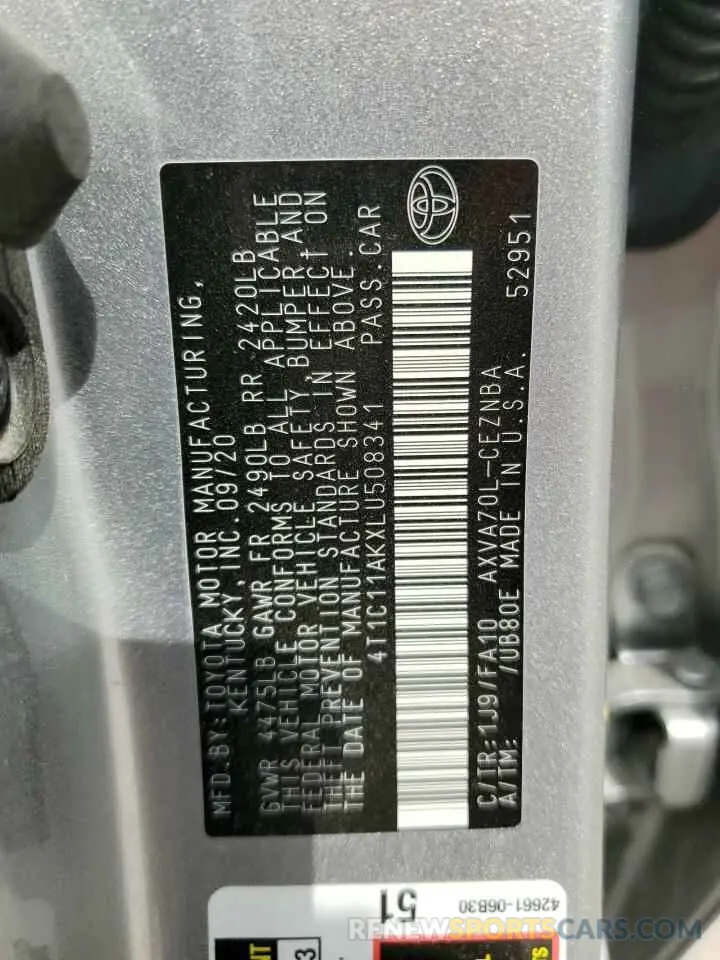 MFD.BY:TOYOTA MOTOR MANUFACTURING,
KENTUCKY,INC.09/20
GVWR 4475LB GAWR FR 2490LB RR 2420LB
THIS VEHICLE CONFORMS TO ALL APPLICABLE
FEDERAL MOTOR VEHICLE SAFETY, BUMPER, AND
THEFT PREVENTION STANDARDS IN EFFECT ON
THE DATE OF MANUFACTURE SHOWN ABOVE.
4T1C11AKXLU508341 PASS.CAR
C/TR:1J9/FA10 AXVA70L-CEZNBA
A/TM: /UB80E MADE IN U.S.A. 52951
51
42661-06B30
NT
3
RENEWSPORTSCARS.COM